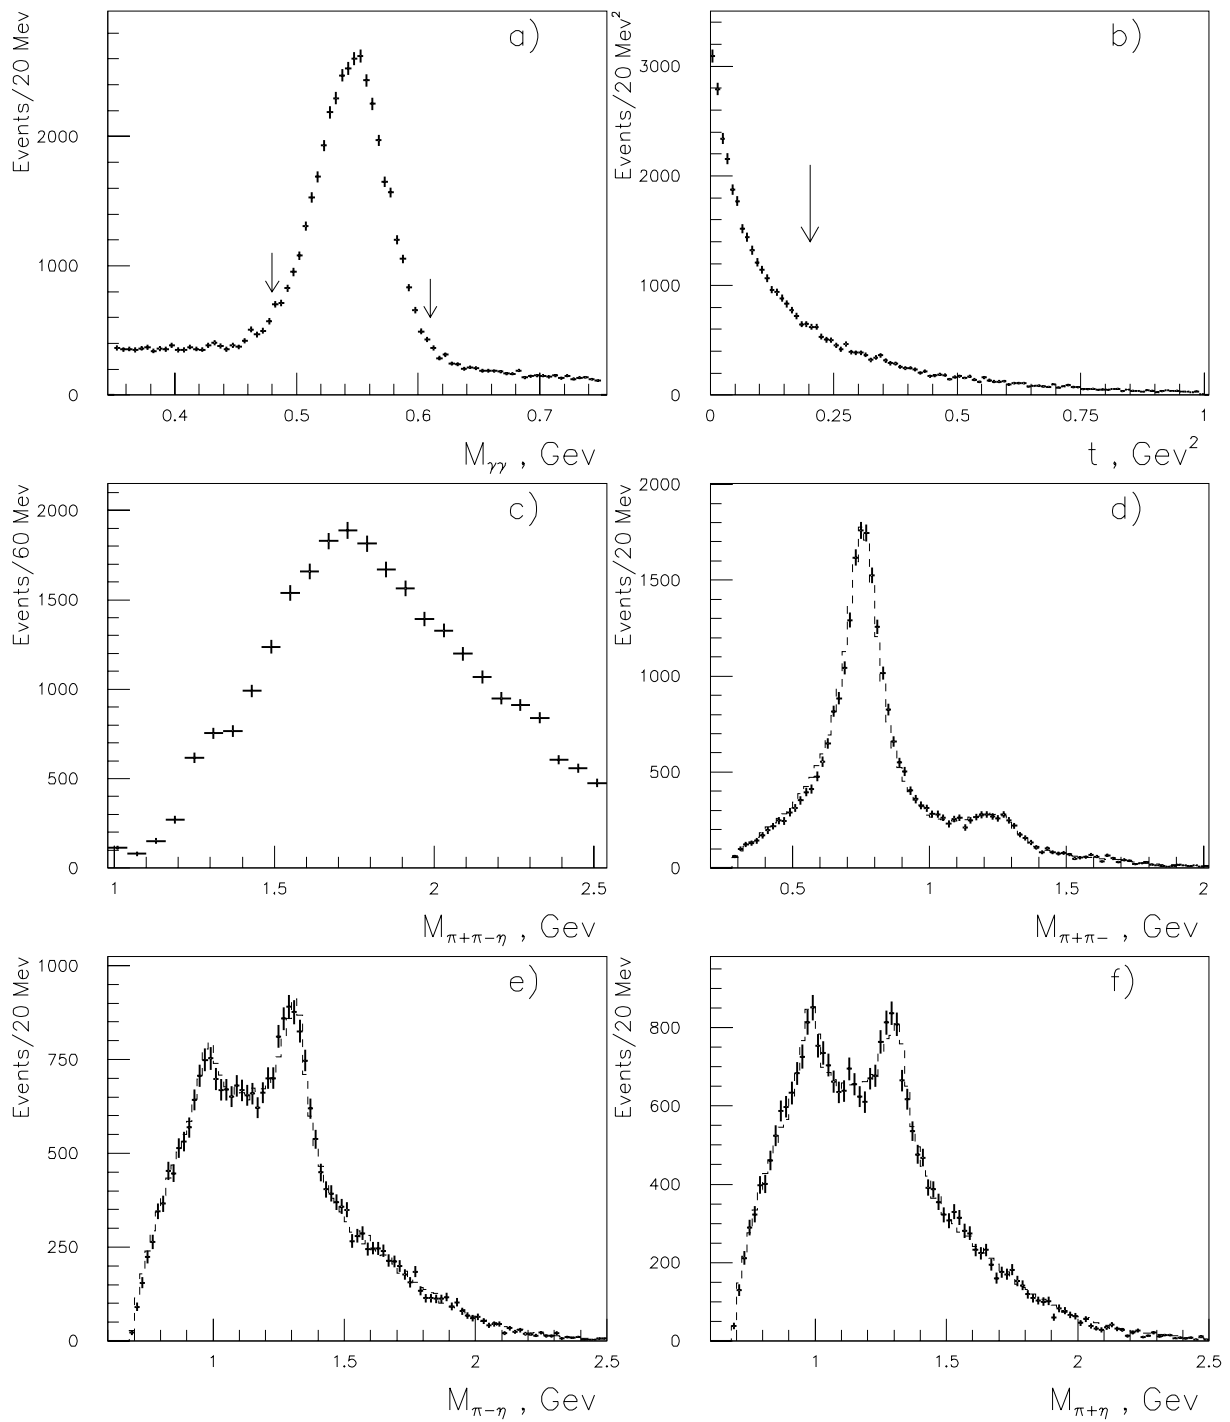 a)
Events/20 Mev
2000
1000
0
0.4 0.5 0.6 0.7
M_γγ , Gev
b)
Events/20 Mev²
3000
2000
1000
0
0 0.25 0.5 0.75 1
t , Gev²
c)
Events/60 Mev
2000
1500
1000
500
0
1 1.5 2 2.5
M_π+π−η , Gev
d)
Events/20 Mev
2000
1500
1000
500
0
0.5 1 1.5 2
M_π+π− , Gev
e)
Events/20 Mev
1000
750
500
250
0
1 1.5 2 2.5
M_π−η , Gev
f)
Events/20 Mev
800
600
400
200
0
1 1.5 2 2.5
M_π+η , Gev